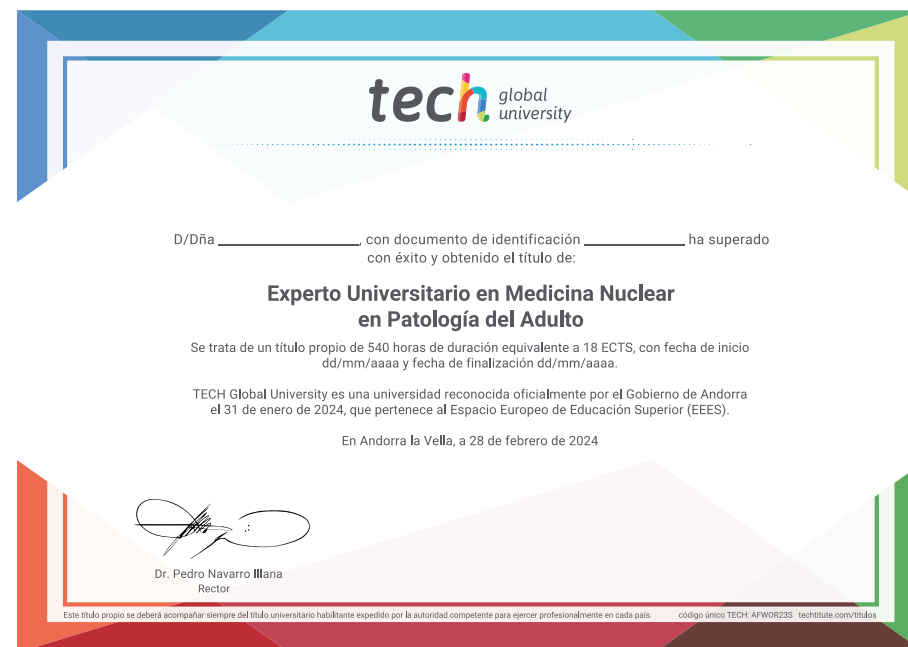 tech global university
D/Dña ____________, con documento de identificación ____________ ha superado
con éxito y obtenido el título de:
Experto Universitario en Medicina Nuclear
en Patología del Adulto
Se trata de un título propio de 540 horas de duración equivalente a 18 ECTS, con fecha de inicio
dd/mm/aaaa y fecha de finalización dd/mm/aaaa.
TECH Global University es una universidad reconocida oficialmente por el Gobierno de Andorra
el 31 de enero de 2024, que pertenece al Espacio Europeo de Educación Superior (EEES).
En Andorra la Vella, a 28 de febrero de 2024
Dr. Pedro Navarro Illana
Rector
Este título propio se deberá acompañar siempre del título universitario habilitante expedido por la autoridad competente para ejercer profesionalmente en cada país. código único TECH: AFWOR23S techtitute.com/titulos